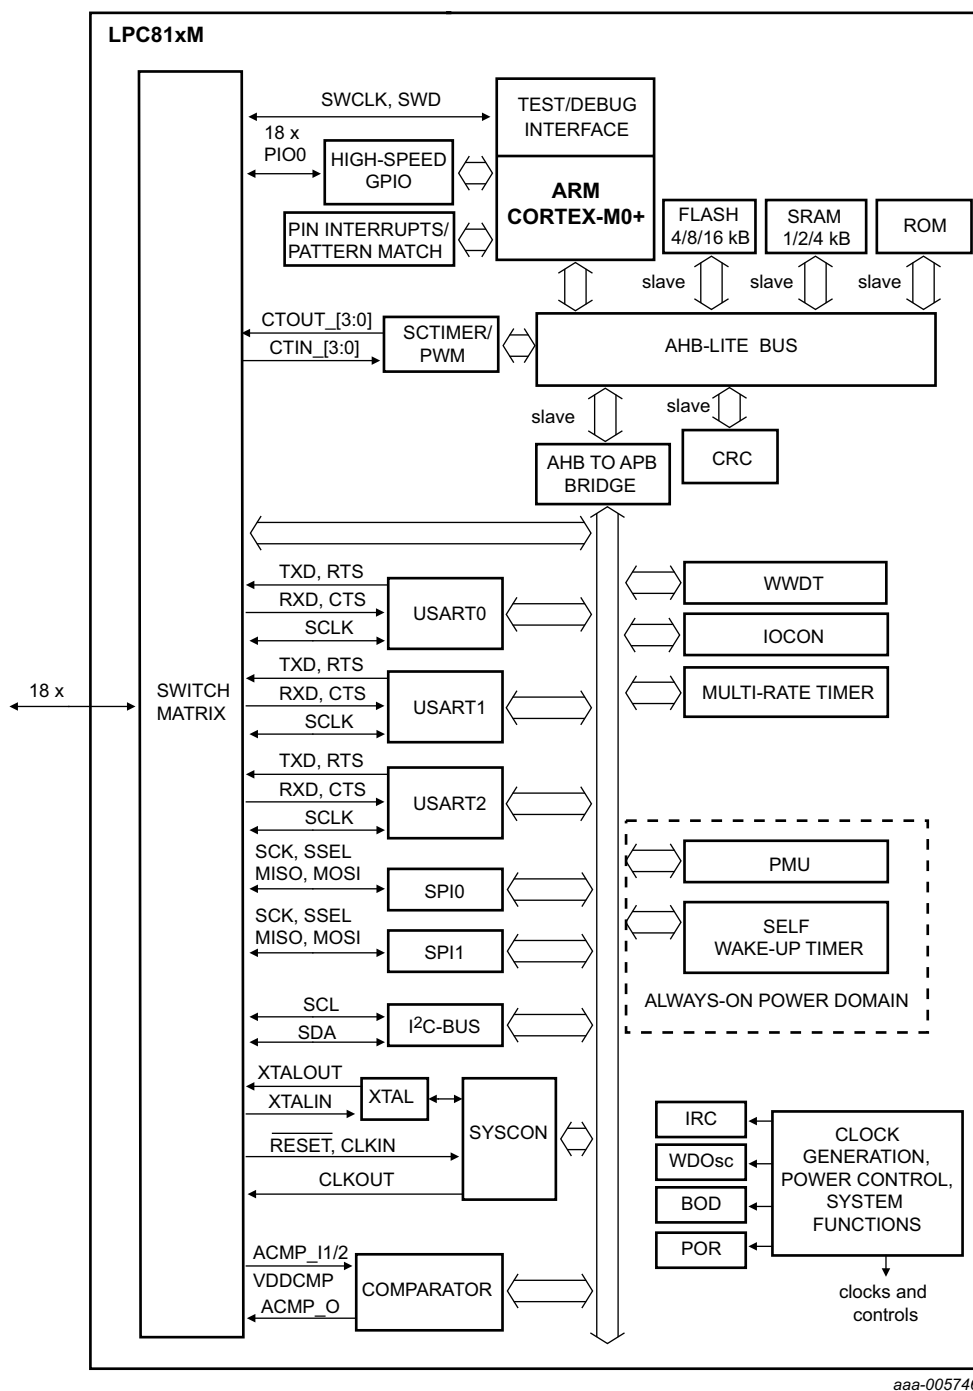 LPC81xM
SWCLK, SWD
TEST/DEBUG
INTERFACE
18 x
PIO0
HIGH-SPEED
GPIO
ARM
CORTEX-M0+
PIN INTERRUPTS/
PATTERN MATCH
FLASH
4/8/16 kB
SRAM
1/2/4 kB
ROM
slave
slave
slave
CTOUT_[3:0]
CTIN_[3:0]
SCTIMER/
PWM
AHB-LITE BUS
slave
slave
AHB TO APB
BRIDGE
CRC
TXD, RTS
RXD, CTS
SCLK
USART0
WWDT
IOCON
TXD, RTS
RXD, CTS
SCLK
USART1
MULTI-RATE TIMER
18 x
SWITCH
MATRIX
TXD, RTS
RXD, CTS
SCLK
USART2
SCK, SSEL
MISO, MOSI
SPI0
PMU
SCK, SSEL
MISO, MOSI
SPI1
SELF
WAKE-UP TIMER
ALWAYS-ON POWER DOMAIN
SCL
SDA
I2C-BUS
XTALOUT
XTALIN
XTAL
SYSCON
RESET, CLKIN
CLKOUT
IRC
WDOsc
BOD
POR
CLOCK
GENERATION,
POWER CONTROL,
SYSTEM
FUNCTIONS
clocks and
controls
ACMP_I1/2
VDDCMP
ACMP_O
COMPARATOR